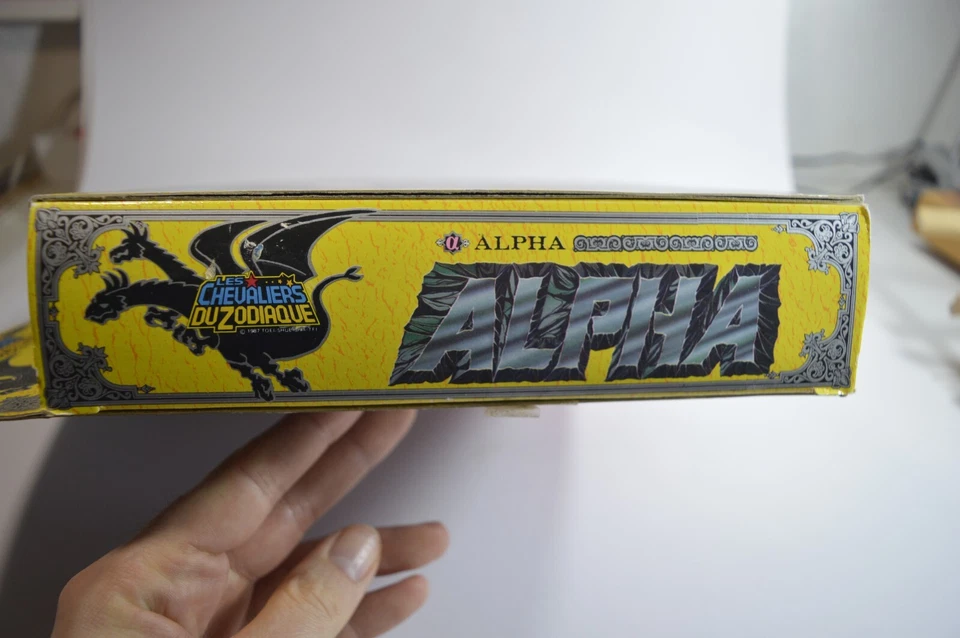 LES
CHEVALIERS
DU ZODIAQUE
α ALPHA
ALPHA